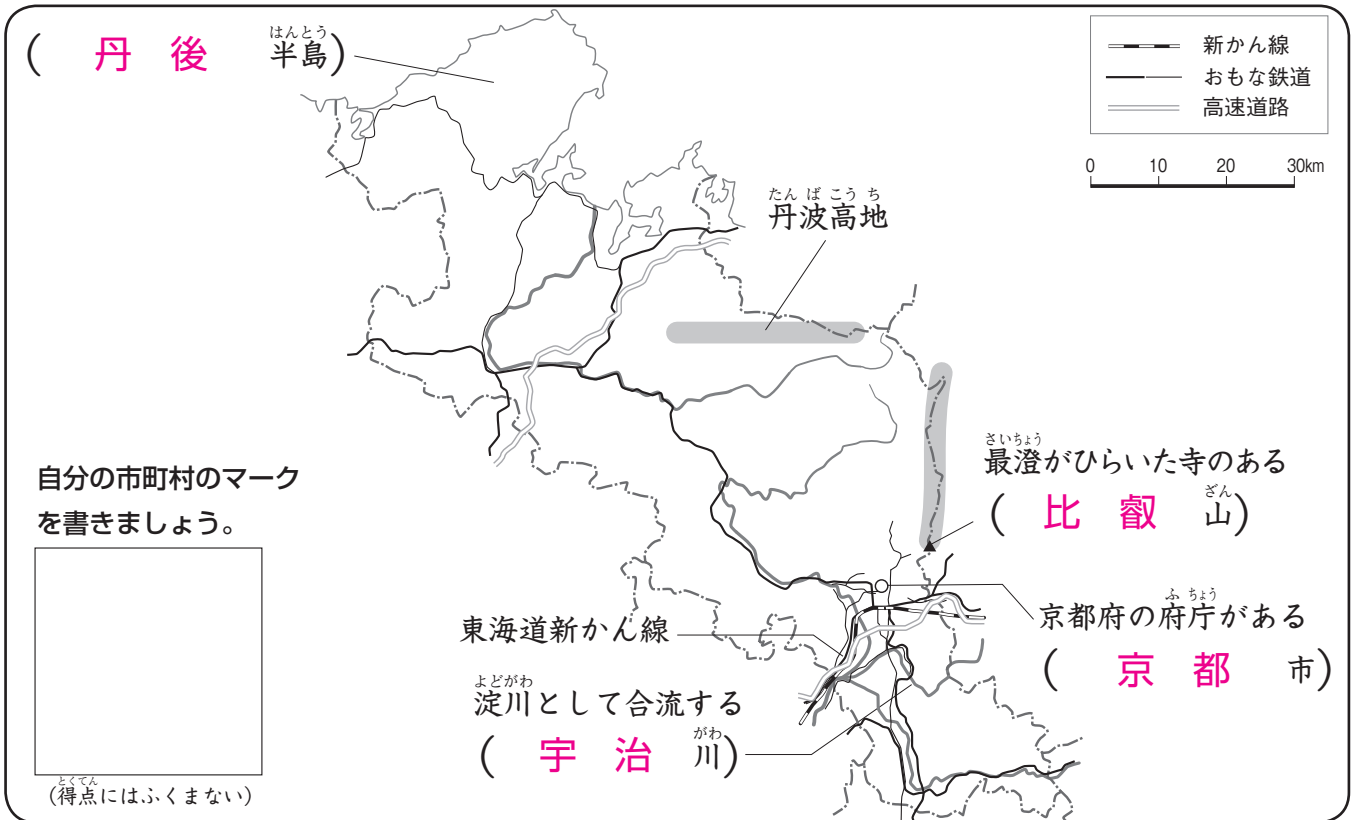 はんとう
( 丹 後 半島)
新かん線
おもな鉄道
高速道路
0 10 20 30km
たんばこうち
丹波高地
自分の市町村のマーク
を書きましょう。
とくてん
(得点にはふくまない)
さいちょう
最澄がひらいた寺のある
ざん
( 比 叡 山)
ふちょう
京都府の府庁がある
( 京 都 市)
東海道新かん線
よどがわ
淀川として合流する
がわ
( 宇 治 川)